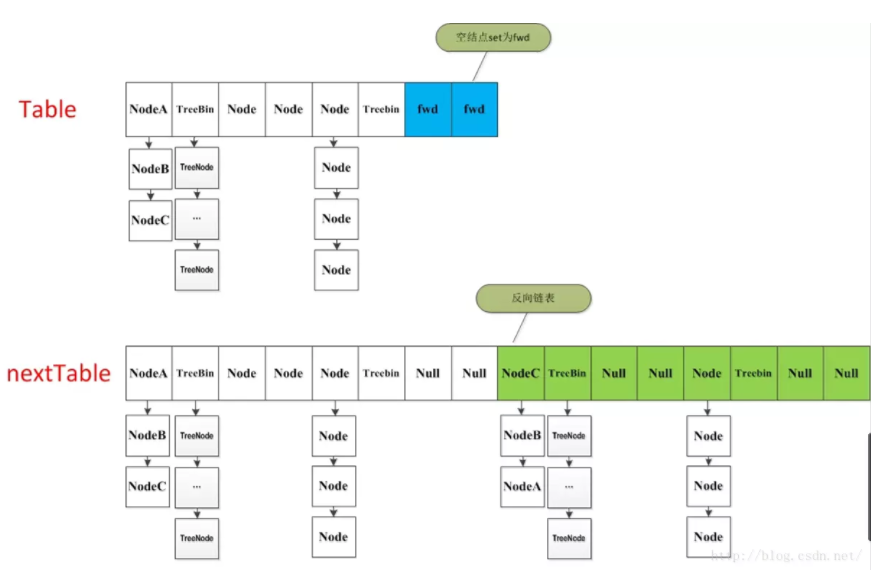 空结点set为fwd
Table
NodeA TreeBin Node Node Node Treebin fwd fwd
NodeB TreeNode Node
NodeC ... Node
TreeNode Node
反向链表
nextTable
NodeA TreeBin Node Node Node Treebin Null Null NodeC TreeBin Null Null Node Treebin Null Null
NodeB TreeNode Node NodeB TreeNode Node
NodeC ... Node NodeA ... Node
TreeNode Node TreeNode Node
http://blog.csdn.net/